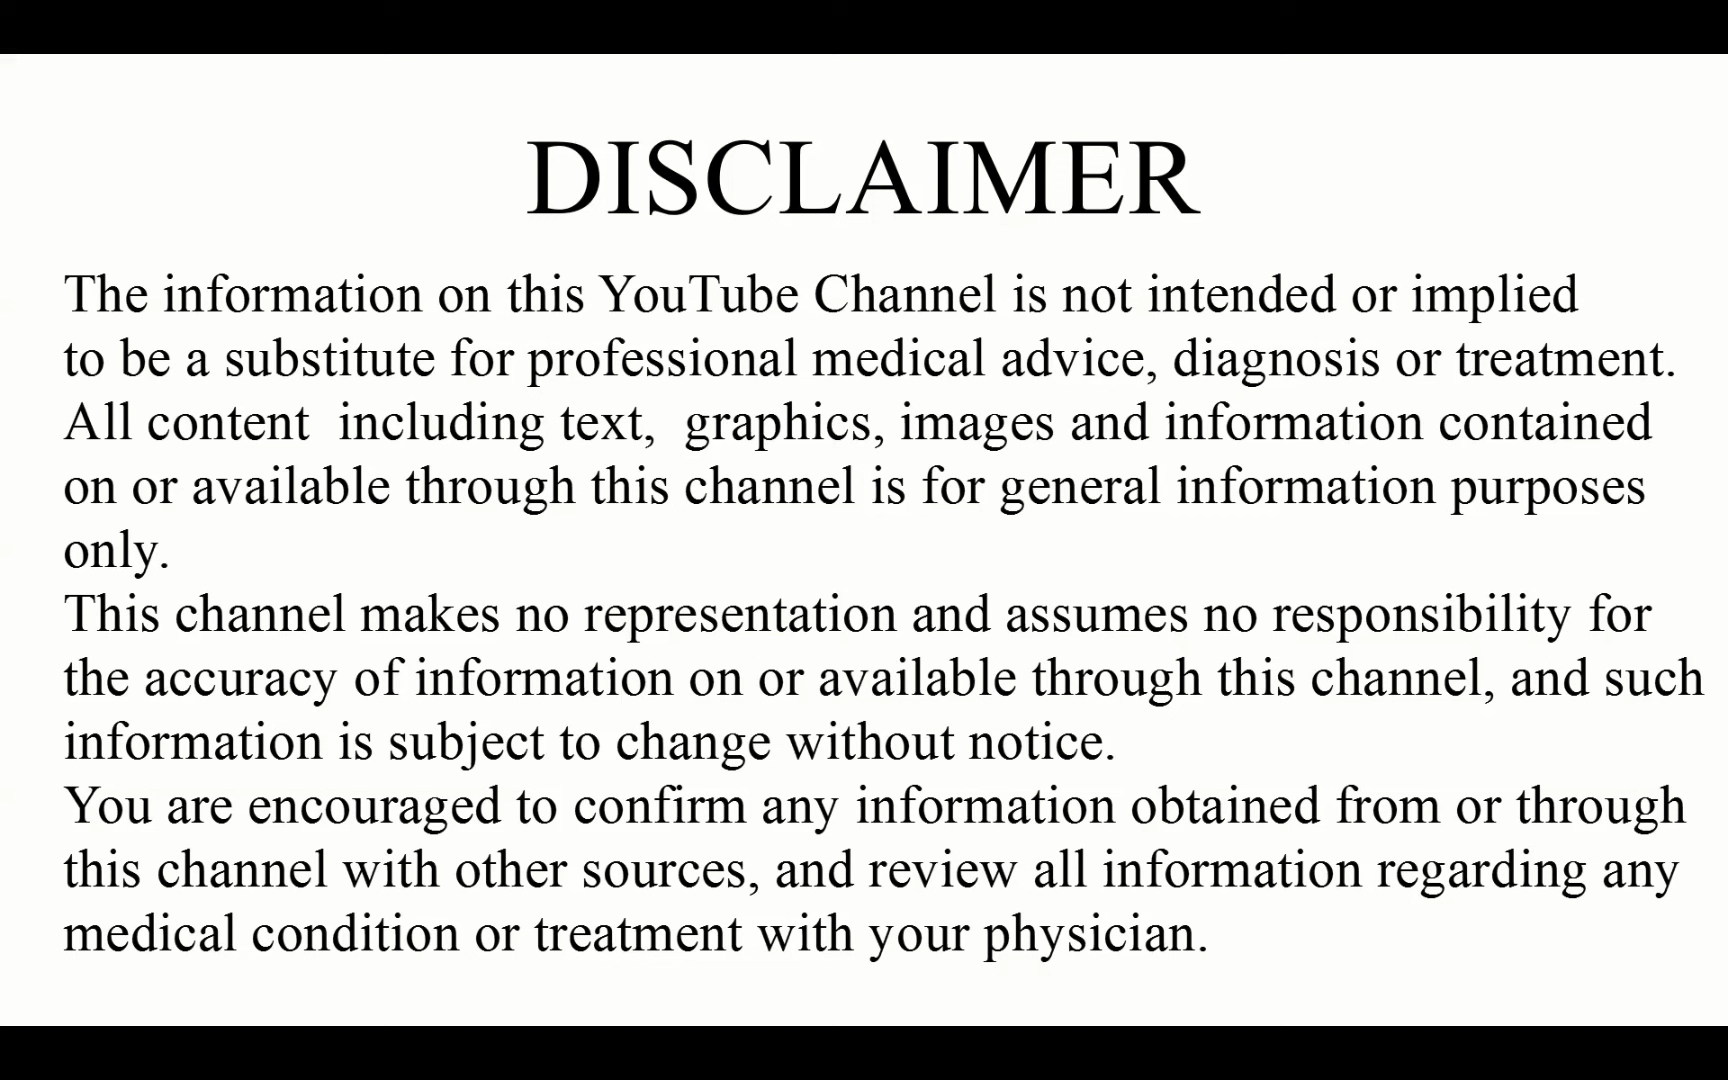 DISCLAIMER
The information on this YouTube Channel is not intended or implied
to be a substitute for professional medical advice, diagnosis or treatment.
All content  including text,  graphics, images and information contained
on or available through this channel is for general information purposes
only.
This channel makes no representation and assumes no responsibility for
the accuracy of information on or available through this channel, and such
information is subject to change without notice.
You are encouraged to confirm any information obtained from or through
this channel with other sources, and review all information regarding any
medical condition or treatment with your physician.